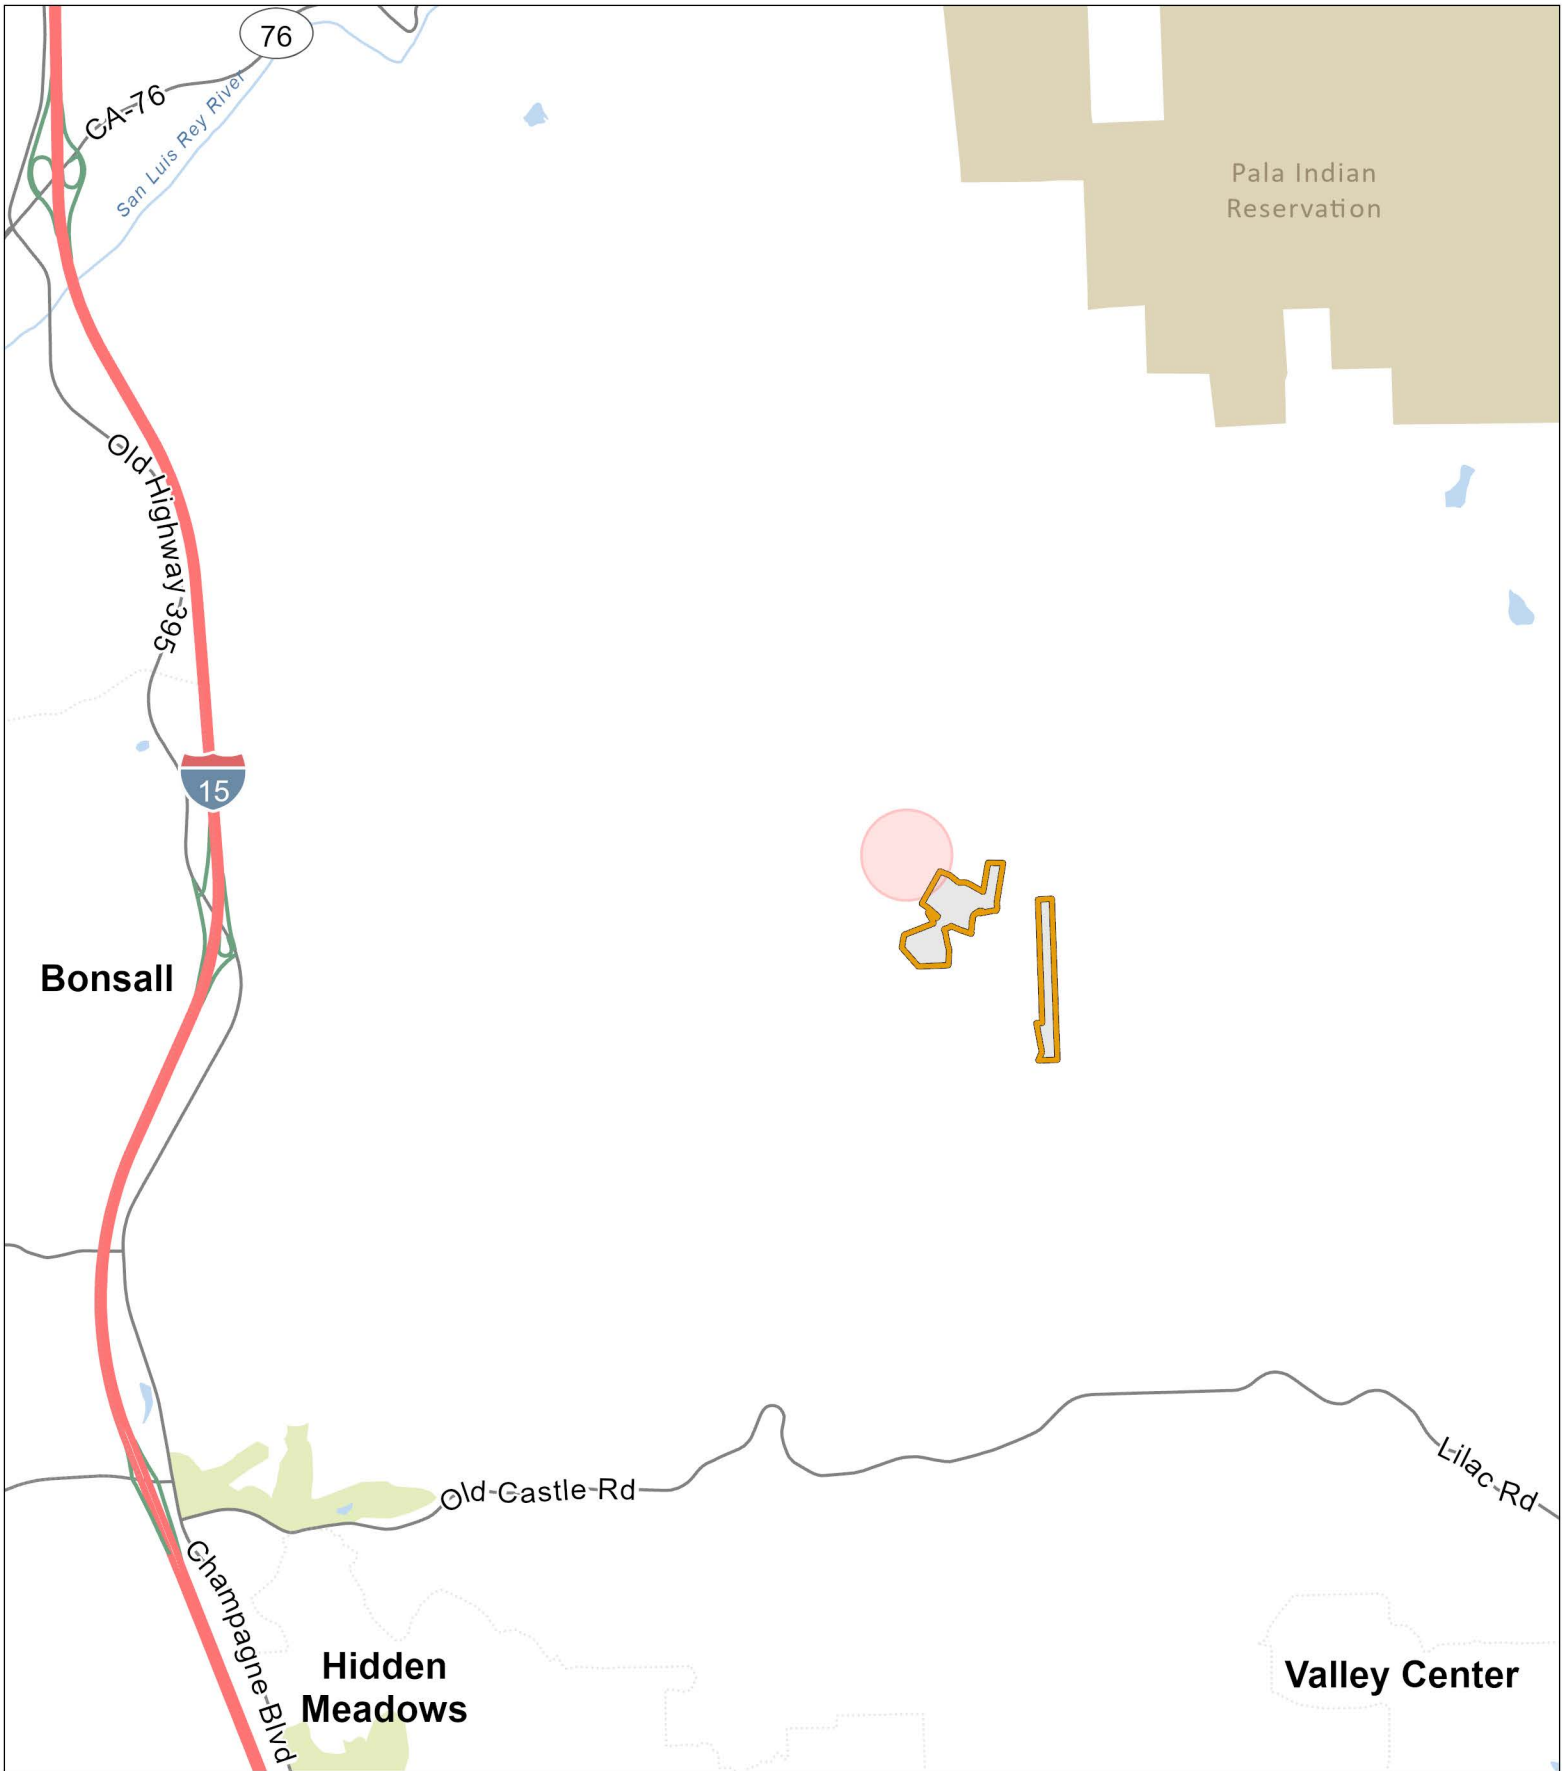 76
CA-76
San Luis Rey River
Pala Indian
Reservation
Old Highway 395
15
Bonsall
Old Castle Rd
Lilac Rd
Champagne Blvd
Hidden
Meadows
Valley Center